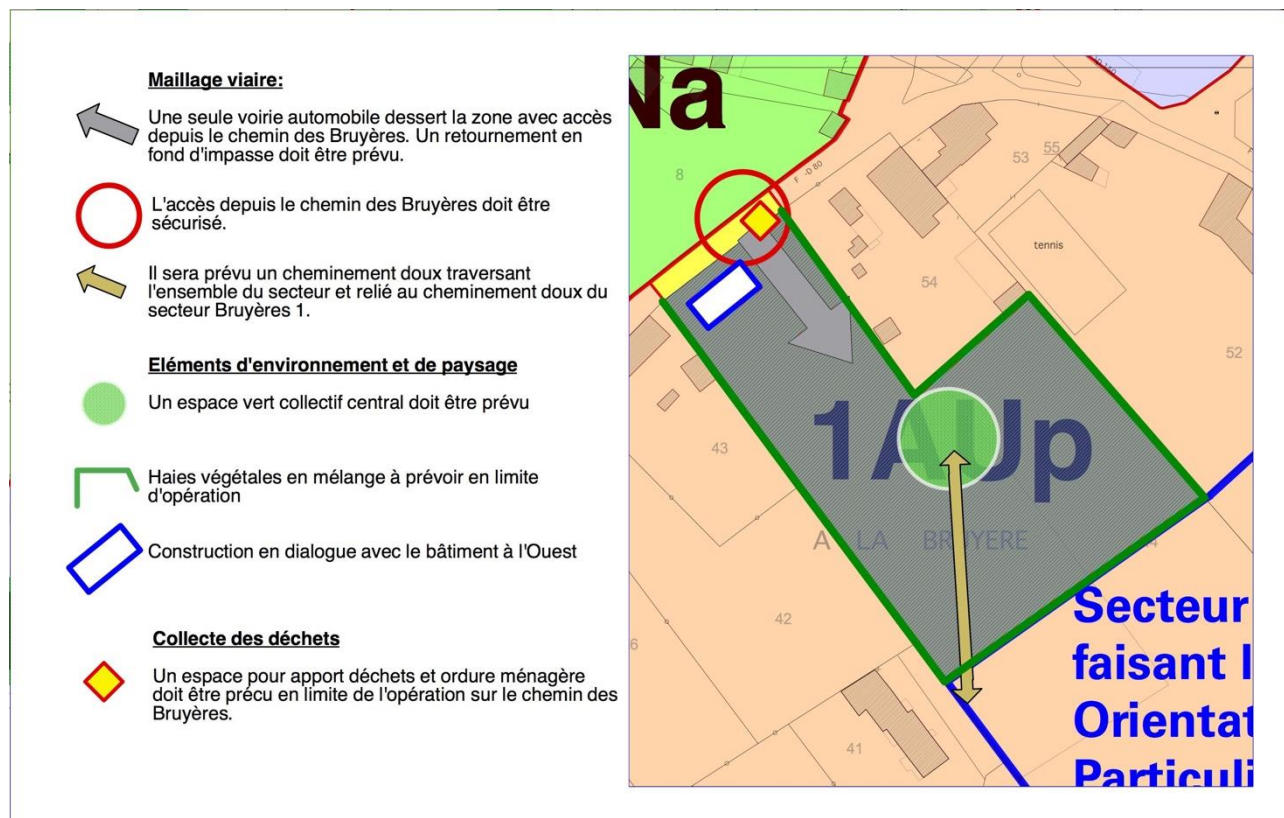 Maillage viaire:
Une seule voirie automobile dessert la zone avec accès
depuis le chemin des Bruyères. Un retournement en
fond d'impasse doit être prévu.
L'accès depuis le chemin des Bruyères doit être
sécurisé.
Il sera prévu un cheminement doux traversant
l'ensemble du secteur et relié au cheminement doux du
secteur Bruyères 1.
Eléments d'environnement et de paysage
Un espace vert collectif central doit être prévu
Haies végétales en mélange à prévoir en limite
d'opération
Construction en dialogue avec le bâtiment à l'Ouest
Collecte des déchets
Un espace pour apport déchets et ordure ménagère
doit être précu en limite de l'opération sur le chemin des
Bruyères.
Na
8
53
55
tennis
54
52
43
1AUp
A LA BRUYERE
42
6
41
Secteur
faisant l
Orientat
Particuli